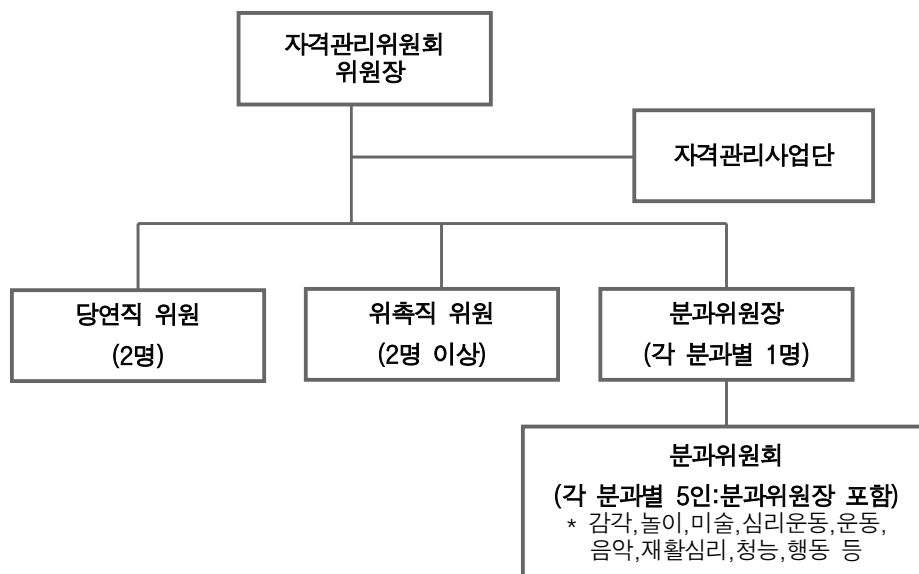 자격관리위원회
위원장
자격관리사업단
당연직 위원
(2명)
위촉직 위원
(2명 이상)
분과위원장
(각 분과별 1명)
분과위원회
(각 분과별 5인:분과위원장 포함)
* 감각,놀이,미술,심리운동,운동,
음악,재활심리,청능,행동 등